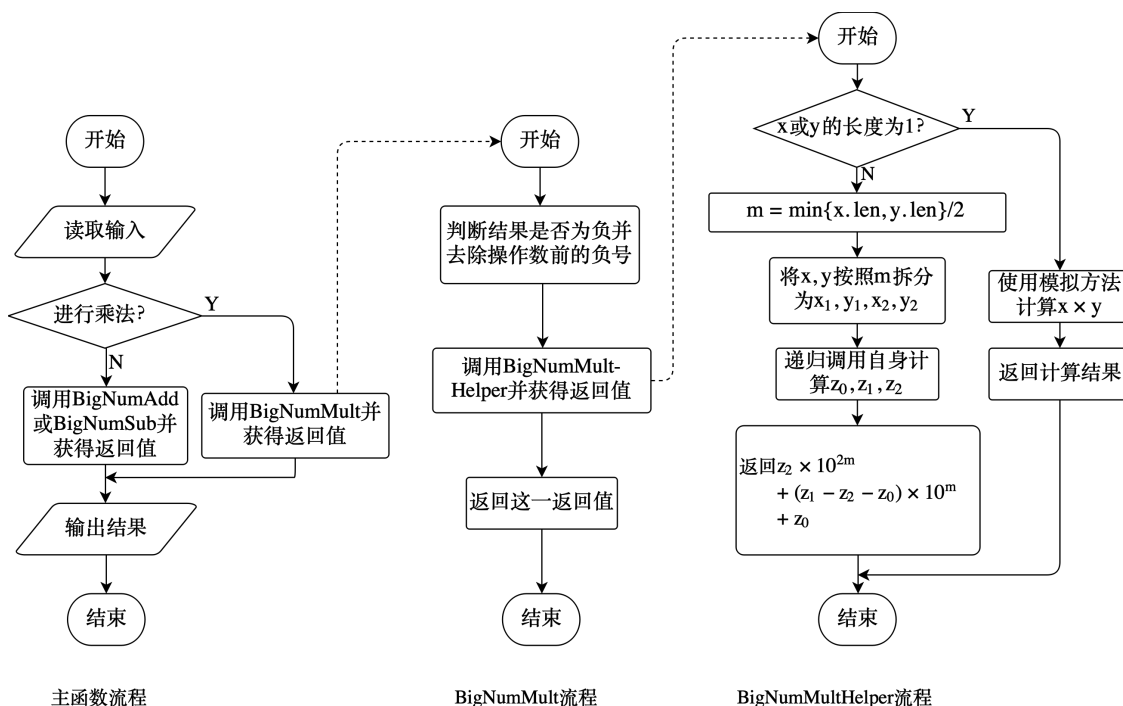 开始
读取输入
进行乘法?
Y
N
调用BigNumAdd
或BigNumSub并
获得返回值
调用BigNumMult并
获得返回值
输出结果
结束
主函数流程
开始
判断结果是否为负并
去除操作数前的负号
调用BigNumMult-
Helper并获得返回值
返回这一返回值
结束
BigNumMult流程
开始
x或y的长度为1?
Y
N
m = min{x.len, y.len}/2
将x, y按照m拆分
为x₁, y₁, x₂, y₂
递归调用自身计
算z₀, z₁, z₂
返回z₂ × 10²ᵐ
+ (z₁ − z₂ − z₀) × 10ᵐ
+ z₀
使用模拟方法
计算x × y
返回计算结果
结束
BigNumMultHelper流程